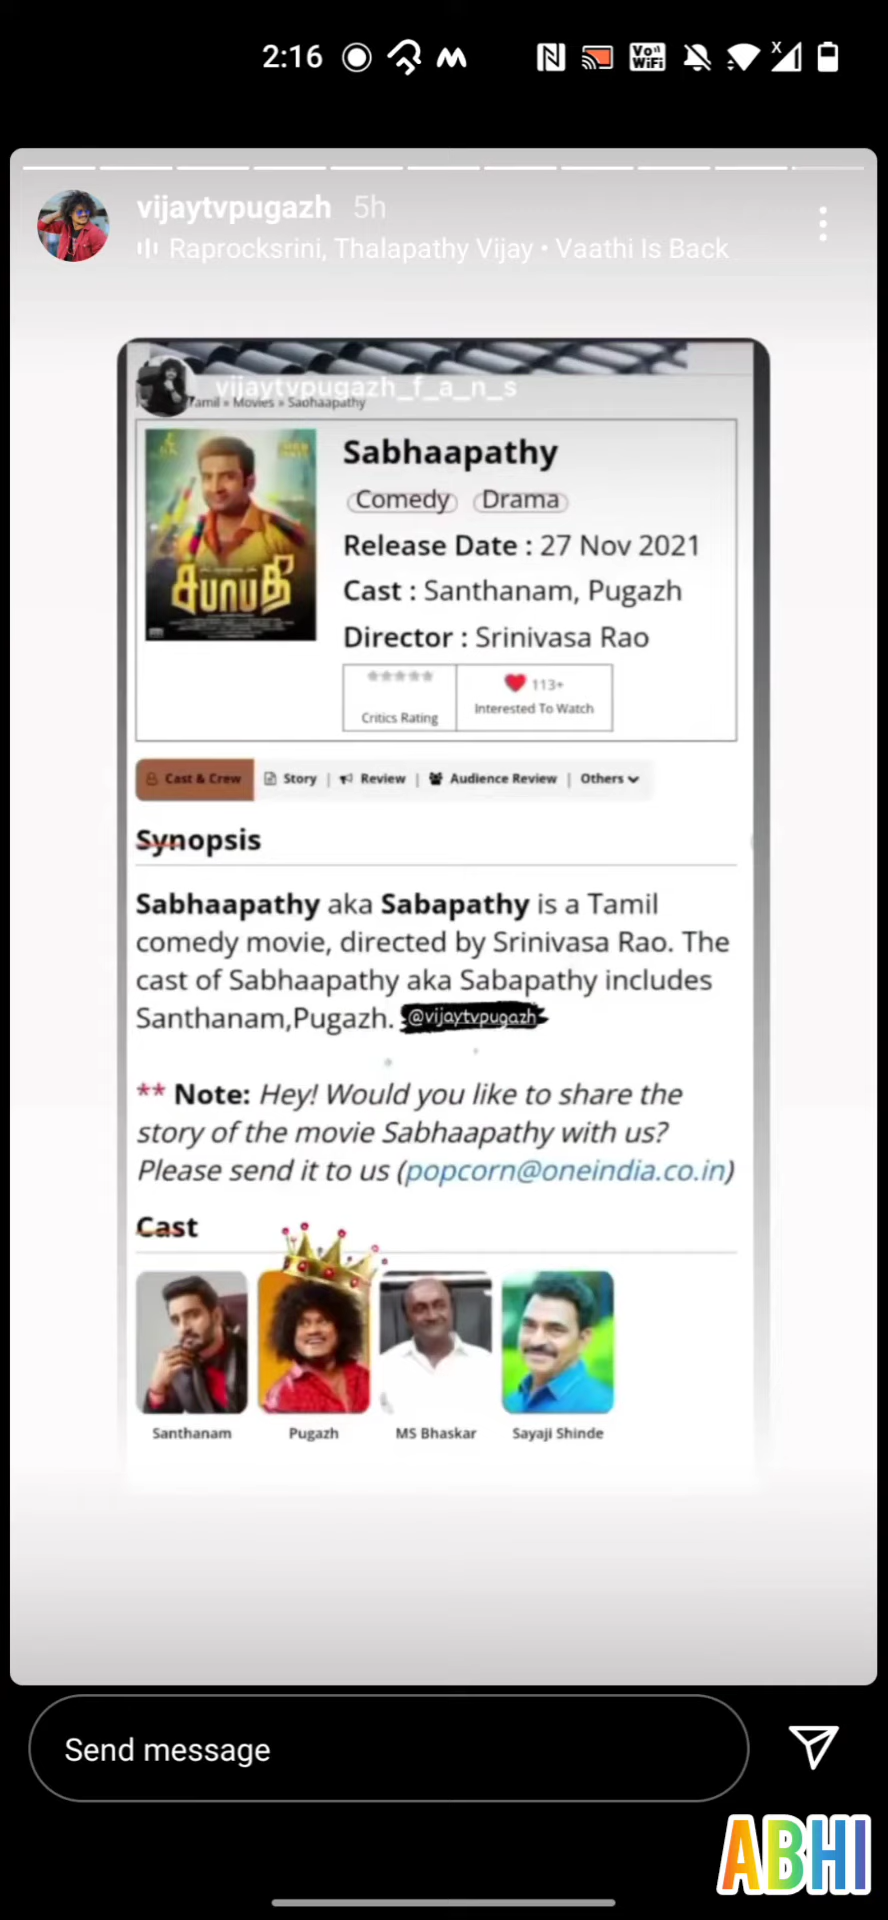 2:16
Vo
WiFi
vijaytvpugazh 5h
Raprocksrini, Thalapathy Vijay • Vaathi Is Back
vijaytvpugazh_f_a_n_s
Tamil » Movies » Sabhaapathy
சபாபதி
Sabhaapathy
Comedy Drama
Release Date : 27 Nov 2021
Cast : Santhanam, Pugazh
Director : Srinivasa Rao
113+
Critics Rating
Interested To Watch
Cast & Crew Story | Review | Audience Review | Others
Synopsis
Sabhaapathy aka Sabapathy is a Tamil
comedy movie, directed by Srinivasa Rao. The
cast of Sabhaapathy aka Sabapathy includes
Santhanam,Pugazh. @vijaytvpugazh
** Note: Hey! Would you like to share the
story of the movie Sabhaapathy with us?
Please send it to us (popcorn@oneindia.co.in)
Cast
Santhanam Pugazh MS Bhaskar Sayaji Shinde
Send message
ABHI